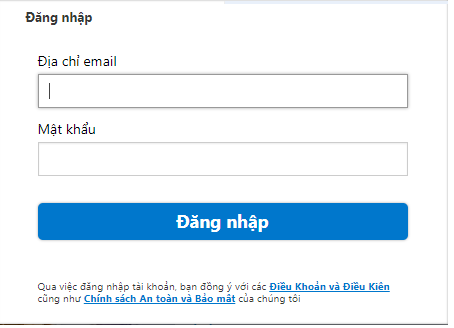 Đăng nhập
Địa chỉ email
Mật khẩu
Đăng nhập
Qua việc đăng nhập tài khoản, bạn đồng ý với các Điều Khoản và Điều Kiện
cũng như Chính sách An toàn và Bảo mật của chúng tôi